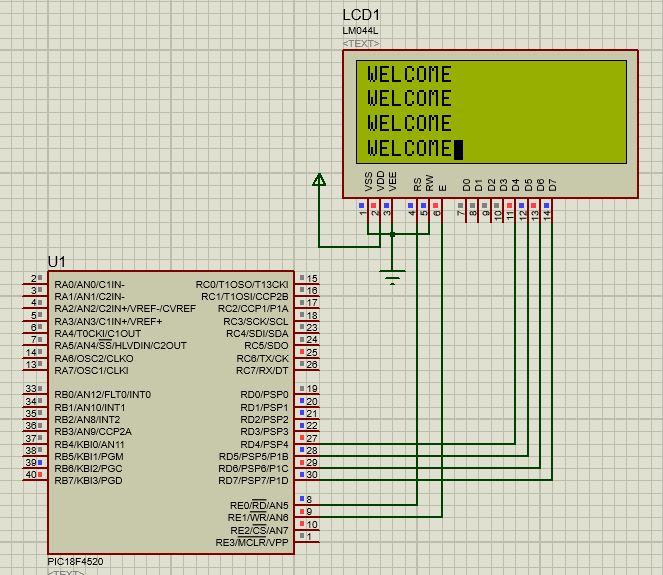 LCD1
LM044L
<TEXT>
WELCOME
WELCOME
WELCOME
WELCOME
VSS VDD VEE RS RW E D0 D1 D2 D3 D4 D5 D6 D7
1 2 3 4 5 6 7 8 9 10 11 12 13 14
U1
2 RA0/AN0/C1IN- RC0/T1OSO/T13CKI 15
3 RA1/AN1/C2IN- RC1/T1OSI/CCP2B 16
4 RA2/AN2/C2IN+/VREF-/CVREF RC2/CCP1/P1A 17
5 RA3/AN3/C1IN+/VREF+ RC3/SCK/SCL 18
6 RA4/T0CKI/C1OUT RC4/SDI/SDA 23
7 RA5/AN4/SS/HLVDIN/C2OUT RC5/SDO 24
14 RA6/OSC2/CLKO RC6/TX/CK 25
13 RA7/OSC1/CLKI RC7/RX/DT 26
33 RB0/AN12/FLT0/INT0 RD0/PSP0 19
34 RB1/AN10/INT1 RD1/PSP1 20
35 RB2/AN8/INT2 RD2/PSP2 21
36 RB3/AN9/CCP2A RD3/PSP3 22
37 RB4/KBI0/AN11 RD4/PSP4 27
38 RB5/KBI1/PGM RD5/PSP5/P1B 28
39 RB6/KBI2/PGC RD6/PSP6/P1C 29
40 RB7/KBI3/PGD RD7/PSP7/P1D 30
RE0/RD/AN5 8
RE1/WR/AN6 9
RE2/CS/AN7 10
RE3/MCLR/VPP 1
PIC18F4520
<TEXT>